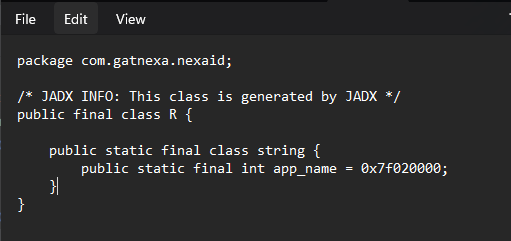 File Edit View
package com.gatnexa.nexaid;
/* JADX INFO: This class is generated by JADX */
public final class R {
public static final class string {
public static final int app_name = 0x7f020000;
}
}